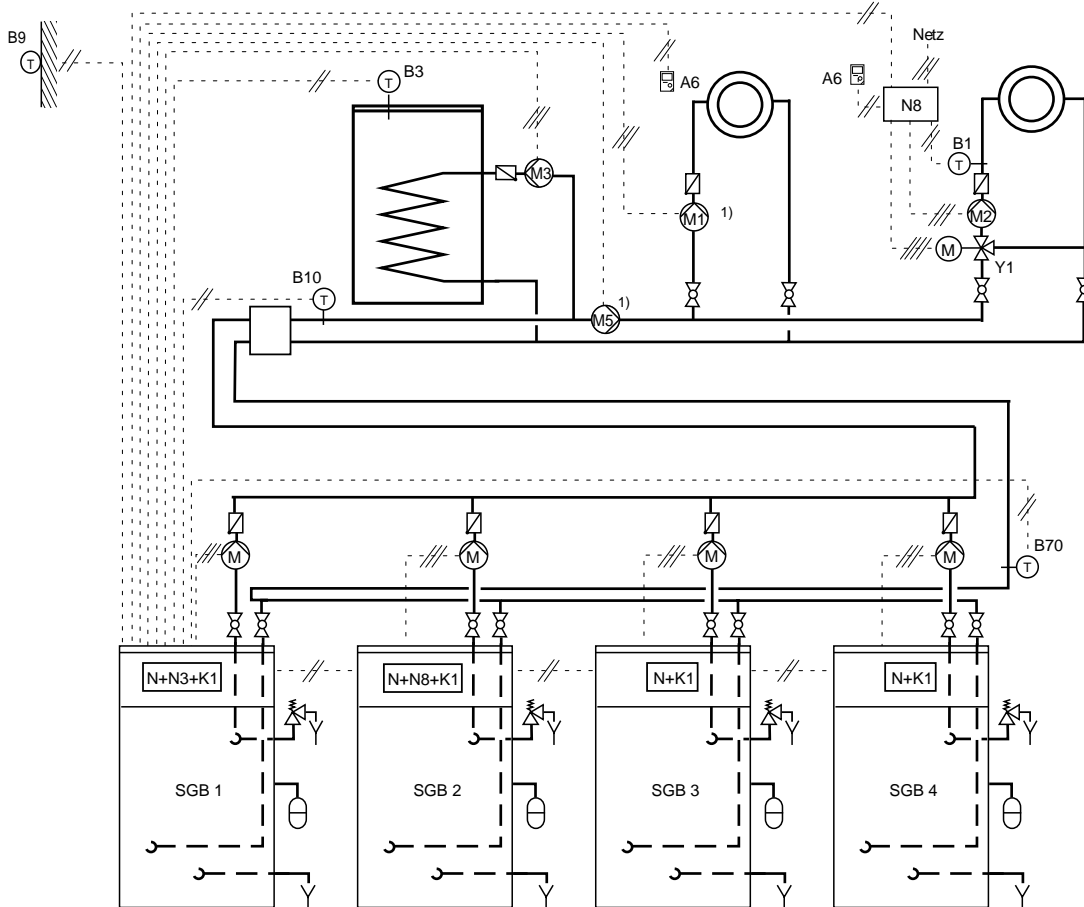 B9
T
B3
T
A6
Netz
A6
N8
B1
T
M3
M1
1)
M2
M
Y1
B10
T
M5
1)
B70
T
M
M
M
M
N+N3+K1
N+N8+K1
N+K1
N+K1
SGB 1
SGB 2
SGB 3
SGB 4